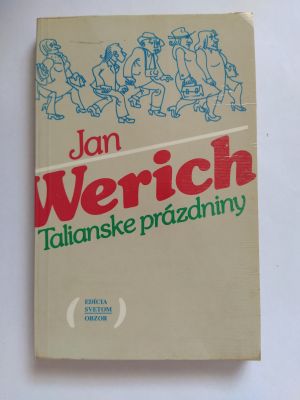 Jan
Werich
Talianske prázdniny
(EDÍCIA
SVETOM
OBZOR)